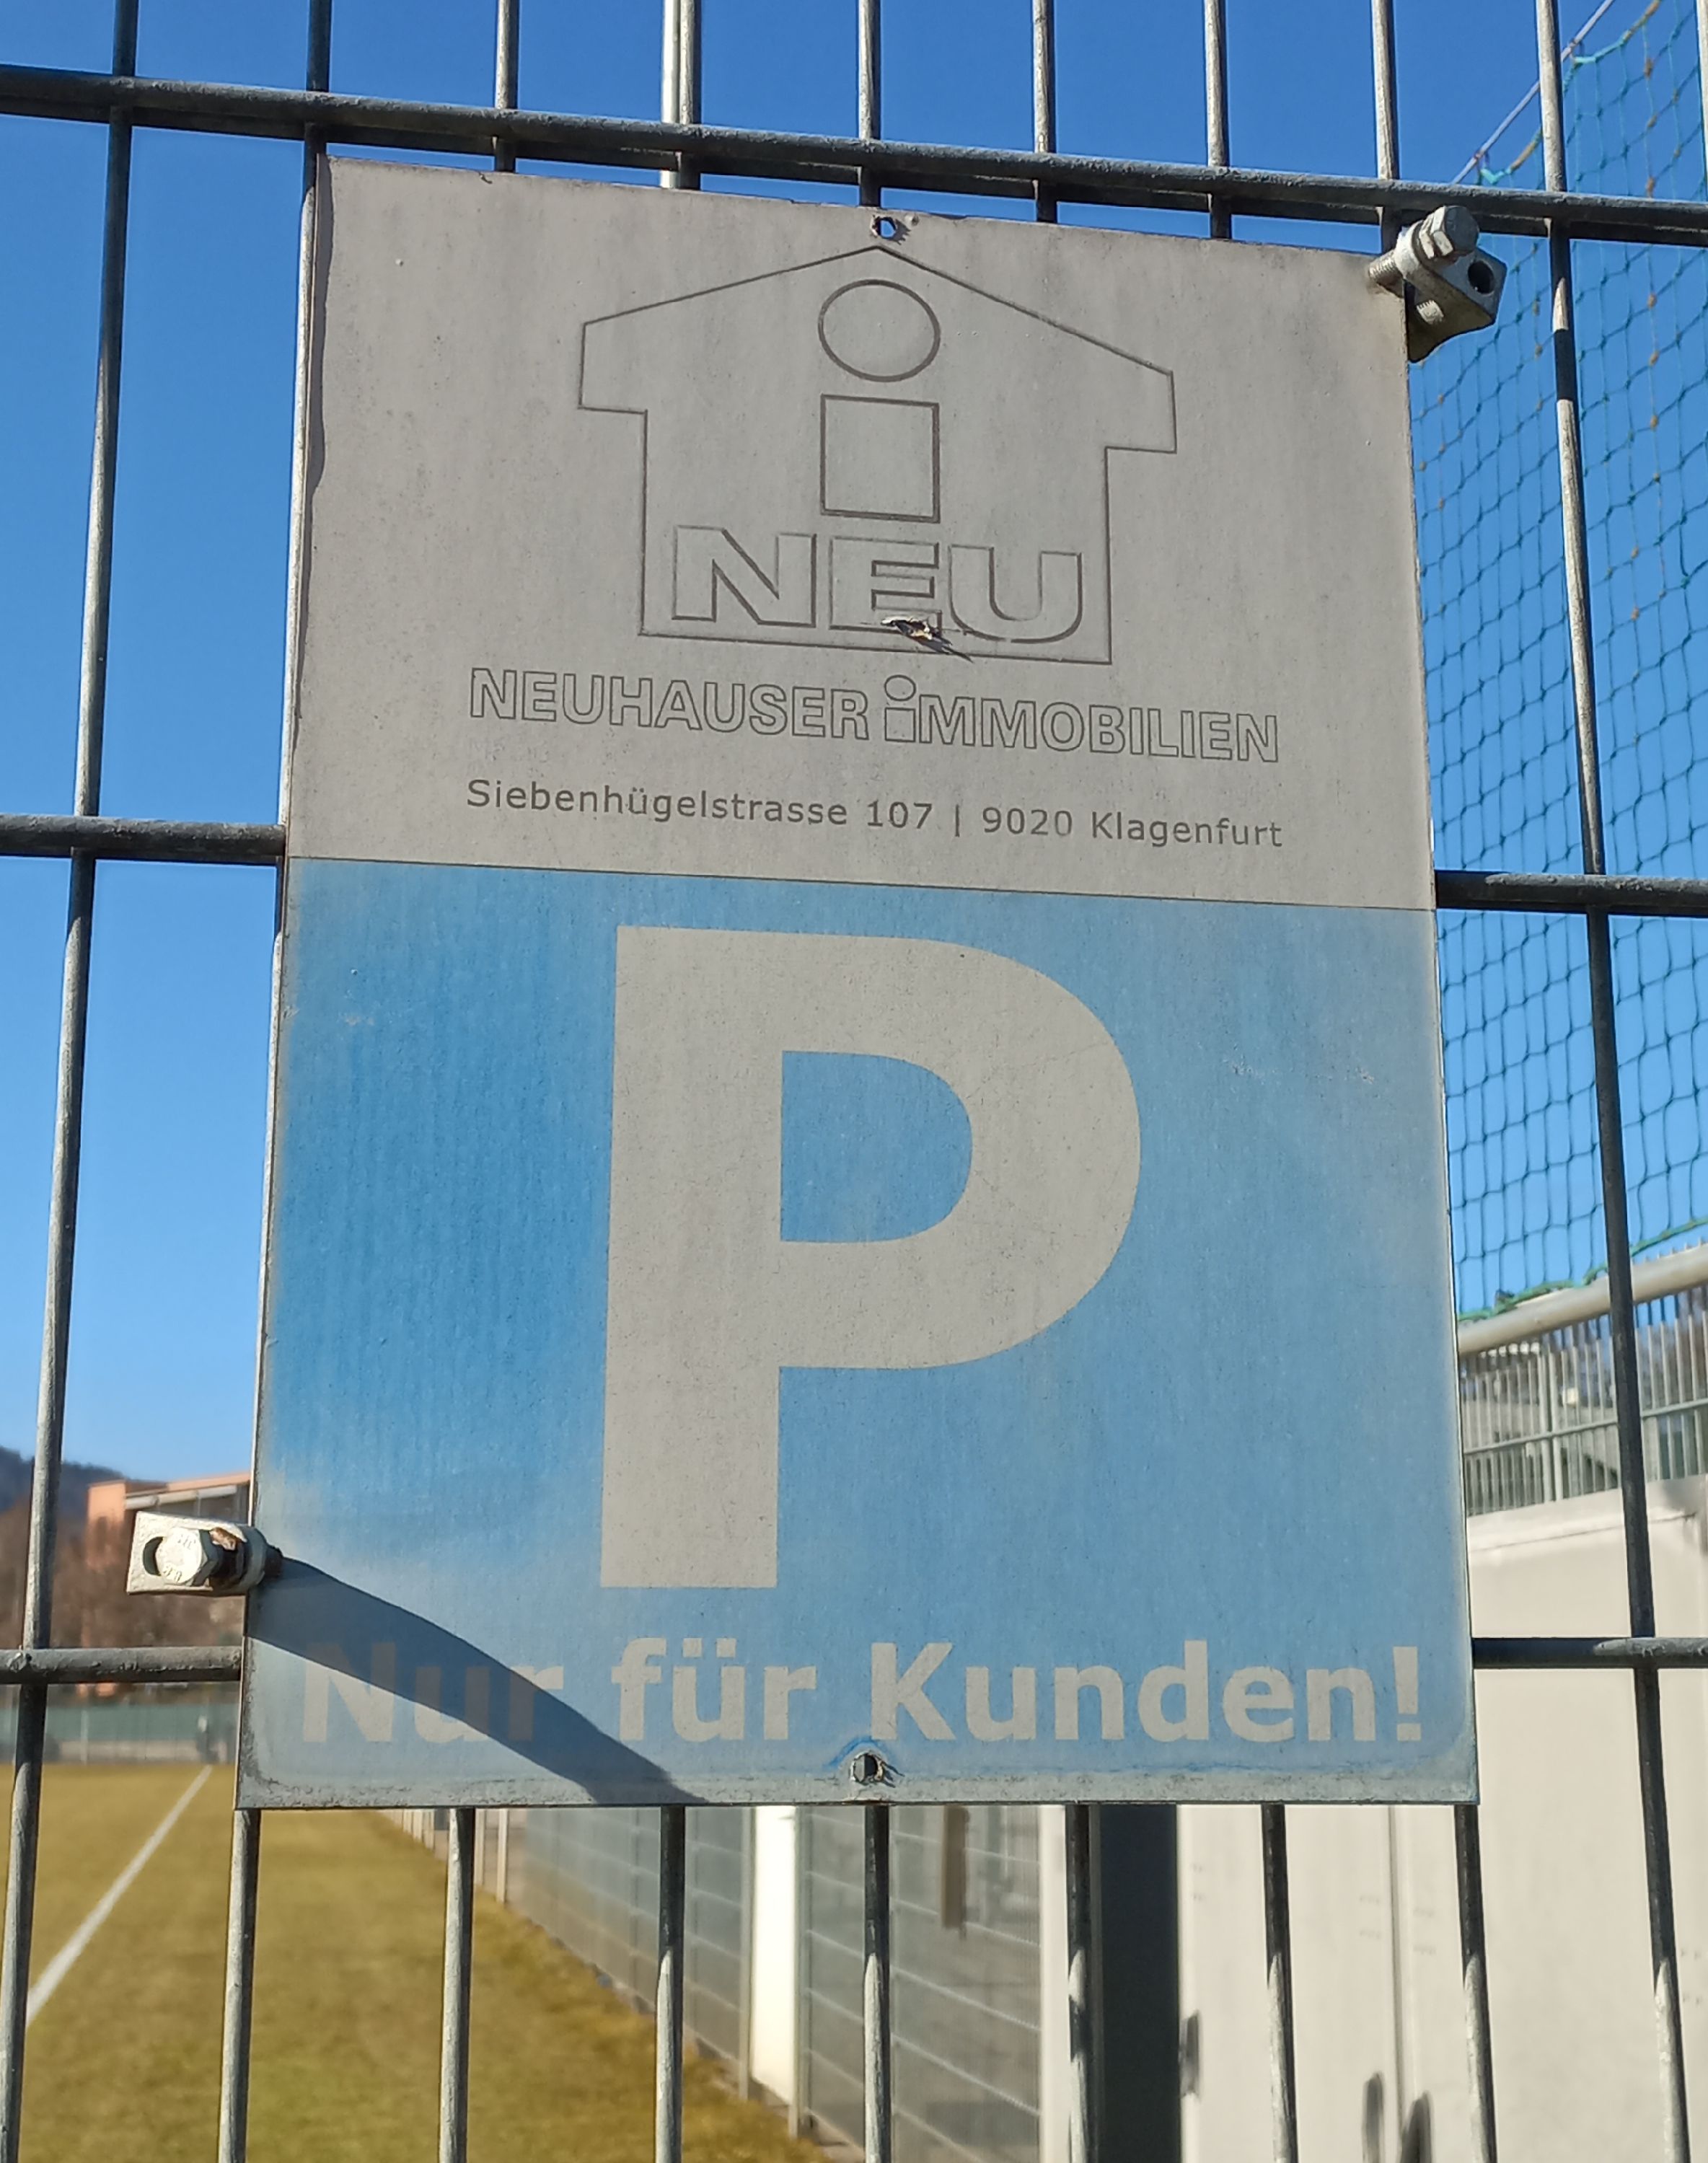 i
NEU
NEUHAUSER iMMOBILIEN
Siebenhügelstrasse 107 | 9020 Klagenfurt
P
Nur für Kunden!